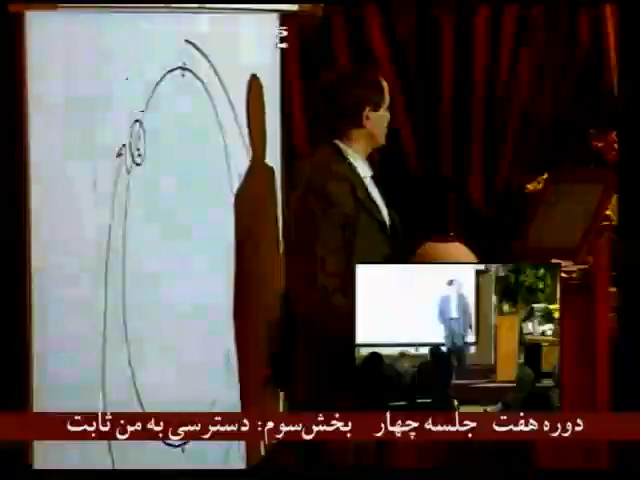 دوره هفت جلسه چهار بخش‌سوم: دسترسی به من ثابت